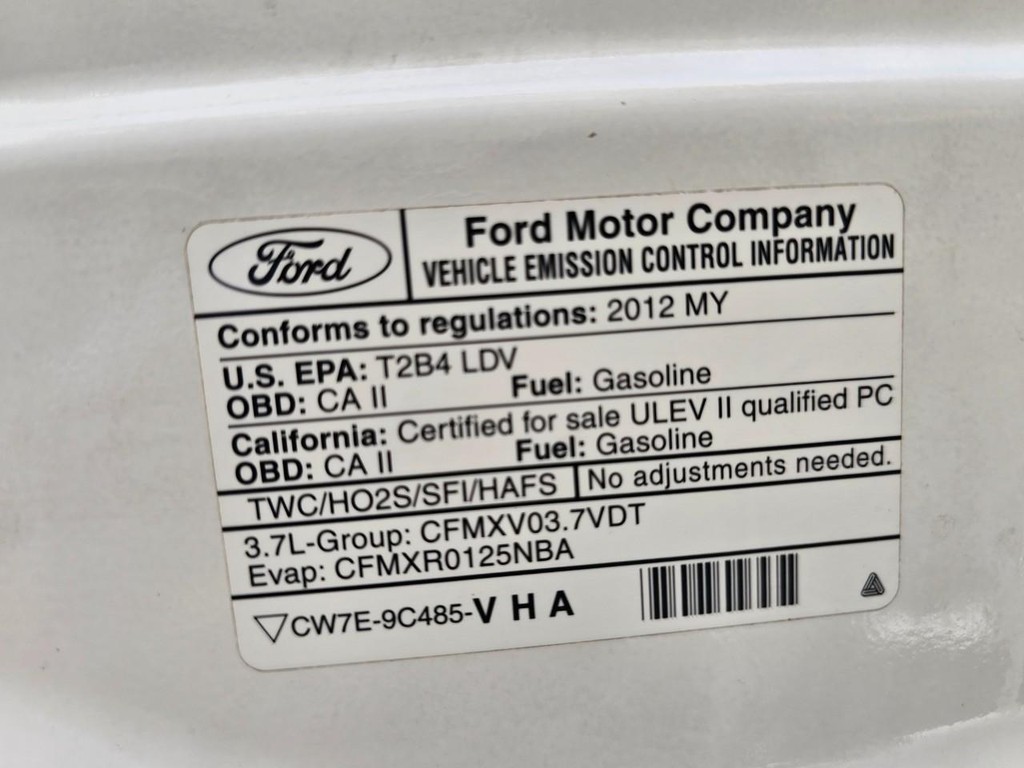 Ford
Ford Motor Company
VEHICLE EMISSION CONTROL INFORMATION
Conforms to regulations: 2012 MY
U.S. EPA: T2B4 LDV
OBD: CA II Fuel: Gasoline
California: Certified for sale ULEV II qualified PC
OBD: CA II Fuel: Gasoline
TWC/HO2S/SFI/HAFS No adjustments needed.
3.7L-Group: CFMXV03.7VDT
Evap: CFMXR0125NBA
CW7E-9C485-VHA